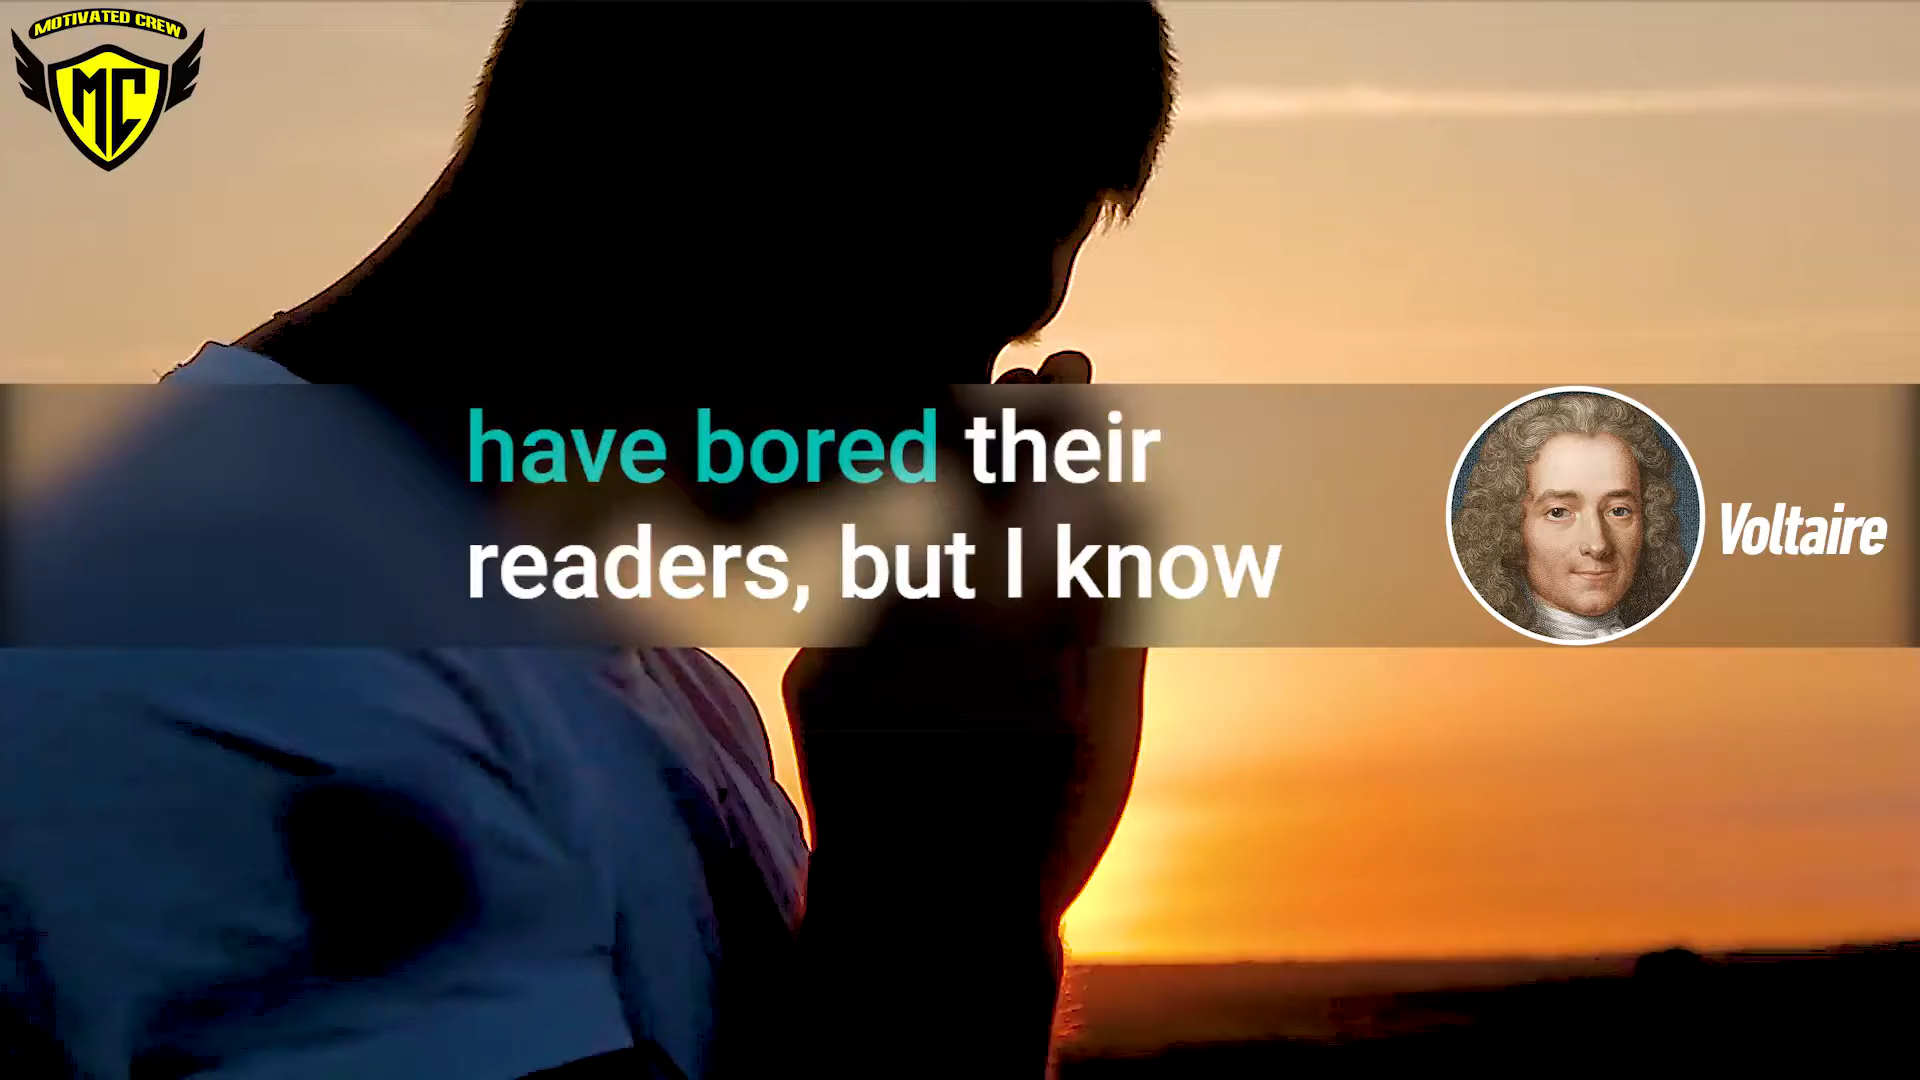 MOTIVATED CREW
MC
have bored their
readers, but I know
Voltaire